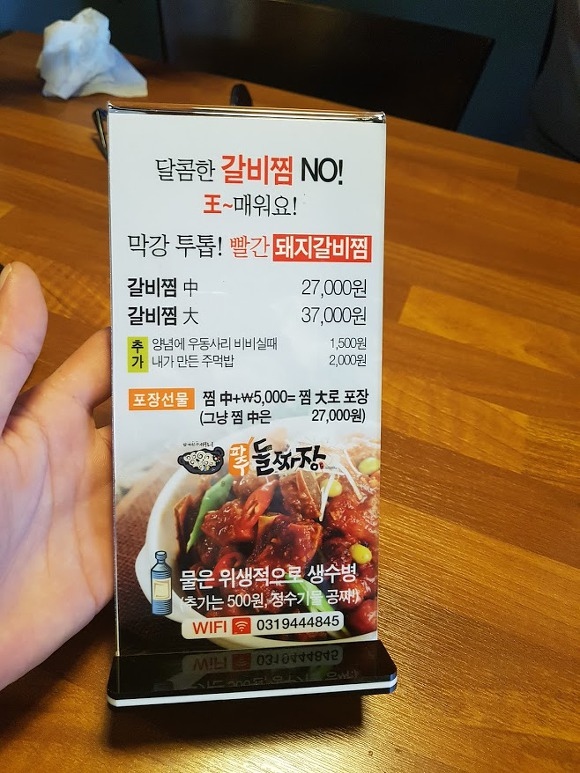 달콤한 갈비찜 NO!
王~매워요!
막강 투톱! 빨간 돼지갈비찜
갈비찜 中 27,000원
갈비찜 大 37,000원
추가 양념에 우동사리 비비실때 1,500원
내가 만든 주먹밥 2,000원
포장선물 찜 中+₩5,000= 찜 大로 포장
(그냥 찜 中은 27,000원)
파주 돌짜장
물은 위생적으로 생수병
(추가는 500원, 정수기물 공짜!)
WIFI 0319444845